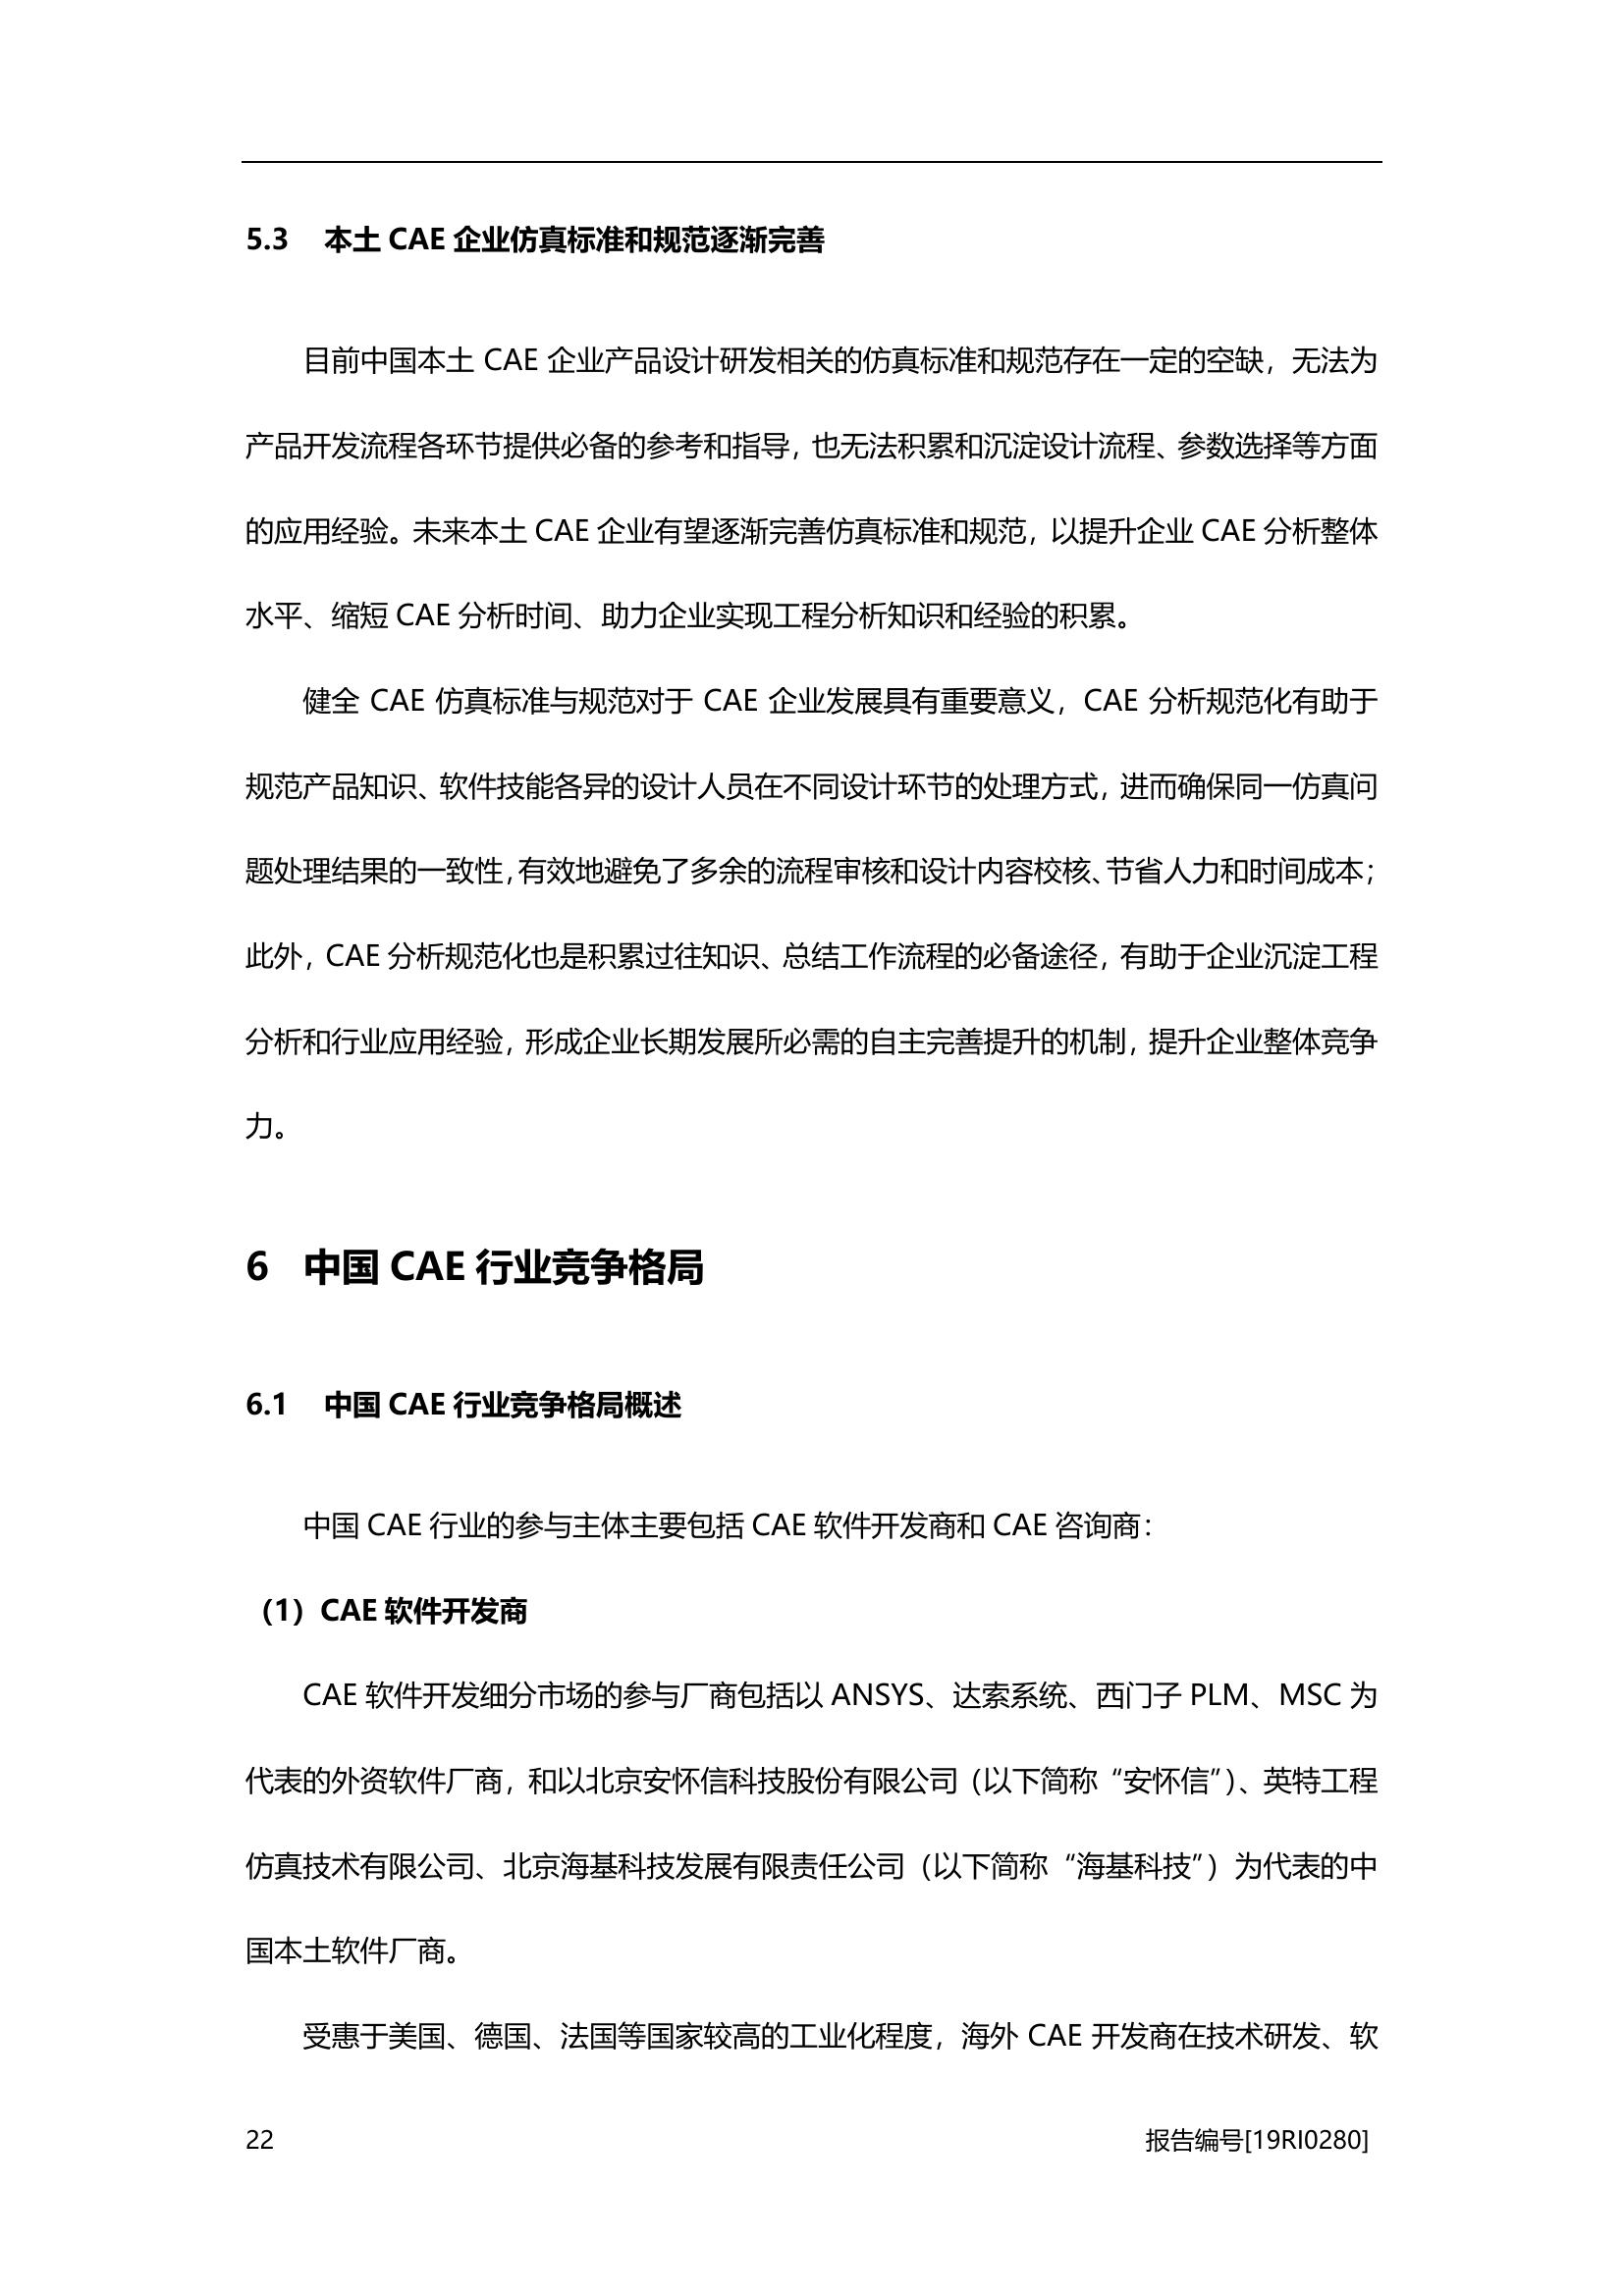 5.3 本土 CAE 企业仿真标准和规范逐渐完善
目前中国本土 CAE 企业产品设计研发相关的仿真标准和规范存在一定的空缺，无法为
产品开发流程各环节提供必备的参考和指导，也无法积累和沉淀设计流程、参数选择等方面
的应用经验。未来本土 CAE 企业有望逐渐完善仿真标准和规范，以提升企业 CAE 分析整体
水平、缩短 CAE 分析时间、助力企业实现工程分析知识和经验的积累。
健全 CAE 仿真标准与规范对于 CAE 企业发展具有重要意义，CAE 分析规范化有助于
规范产品知识、软件技能各异的设计人员在不同设计环节的处理方式，进而确保同一仿真问
题处理结果的一致性，有效地避免了多余的流程审核和设计内容校核、节省人力和时间成本；
此外，CAE 分析规范化也是积累过往知识、总结工作流程的必备途径，有助于企业沉淀工程
分析和行业应用经验，形成企业长期发展所必需的自主完善提升的机制，提升企业整体竞争
力。
6 中国 CAE 行业竞争格局
6.1 中国 CAE 行业竞争格局概述
中国 CAE 行业的参与主体主要包括 CAE 软件开发商和 CAE 咨询商：
（1）CAE 软件开发商
CAE 软件开发细分市场的参与厂商包括以 ANSYS、达索系统、西门子 PLM、MSC 为
代表的外资软件厂商，和以北京安怀信科技股份有限公司（以下简称“安怀信”）、英特工程
仿真技术有限公司、北京海基科技发展有限责任公司（以下简称“海基科技”）为代表的中
国本土软件厂商。
受惠于美国、德国、法国等国家较高的工业化程度，海外 CAE 开发商在技术研发、软
22
报告编号[19RI0280]